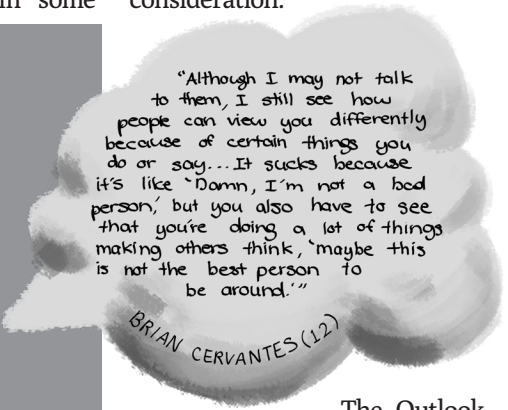 in some consideration.
"Although I may not talk
to them, I still see how
people can view you differently
because of certain things you
do or say... It sucks because
it's like 'Damn, I'm not a bad
person,' but you also have to see
that you're doing a lot of things
making others think, 'maybe this
is not the best person to
be around.'"
BRIAN CERVANTES (12)
The Outlook